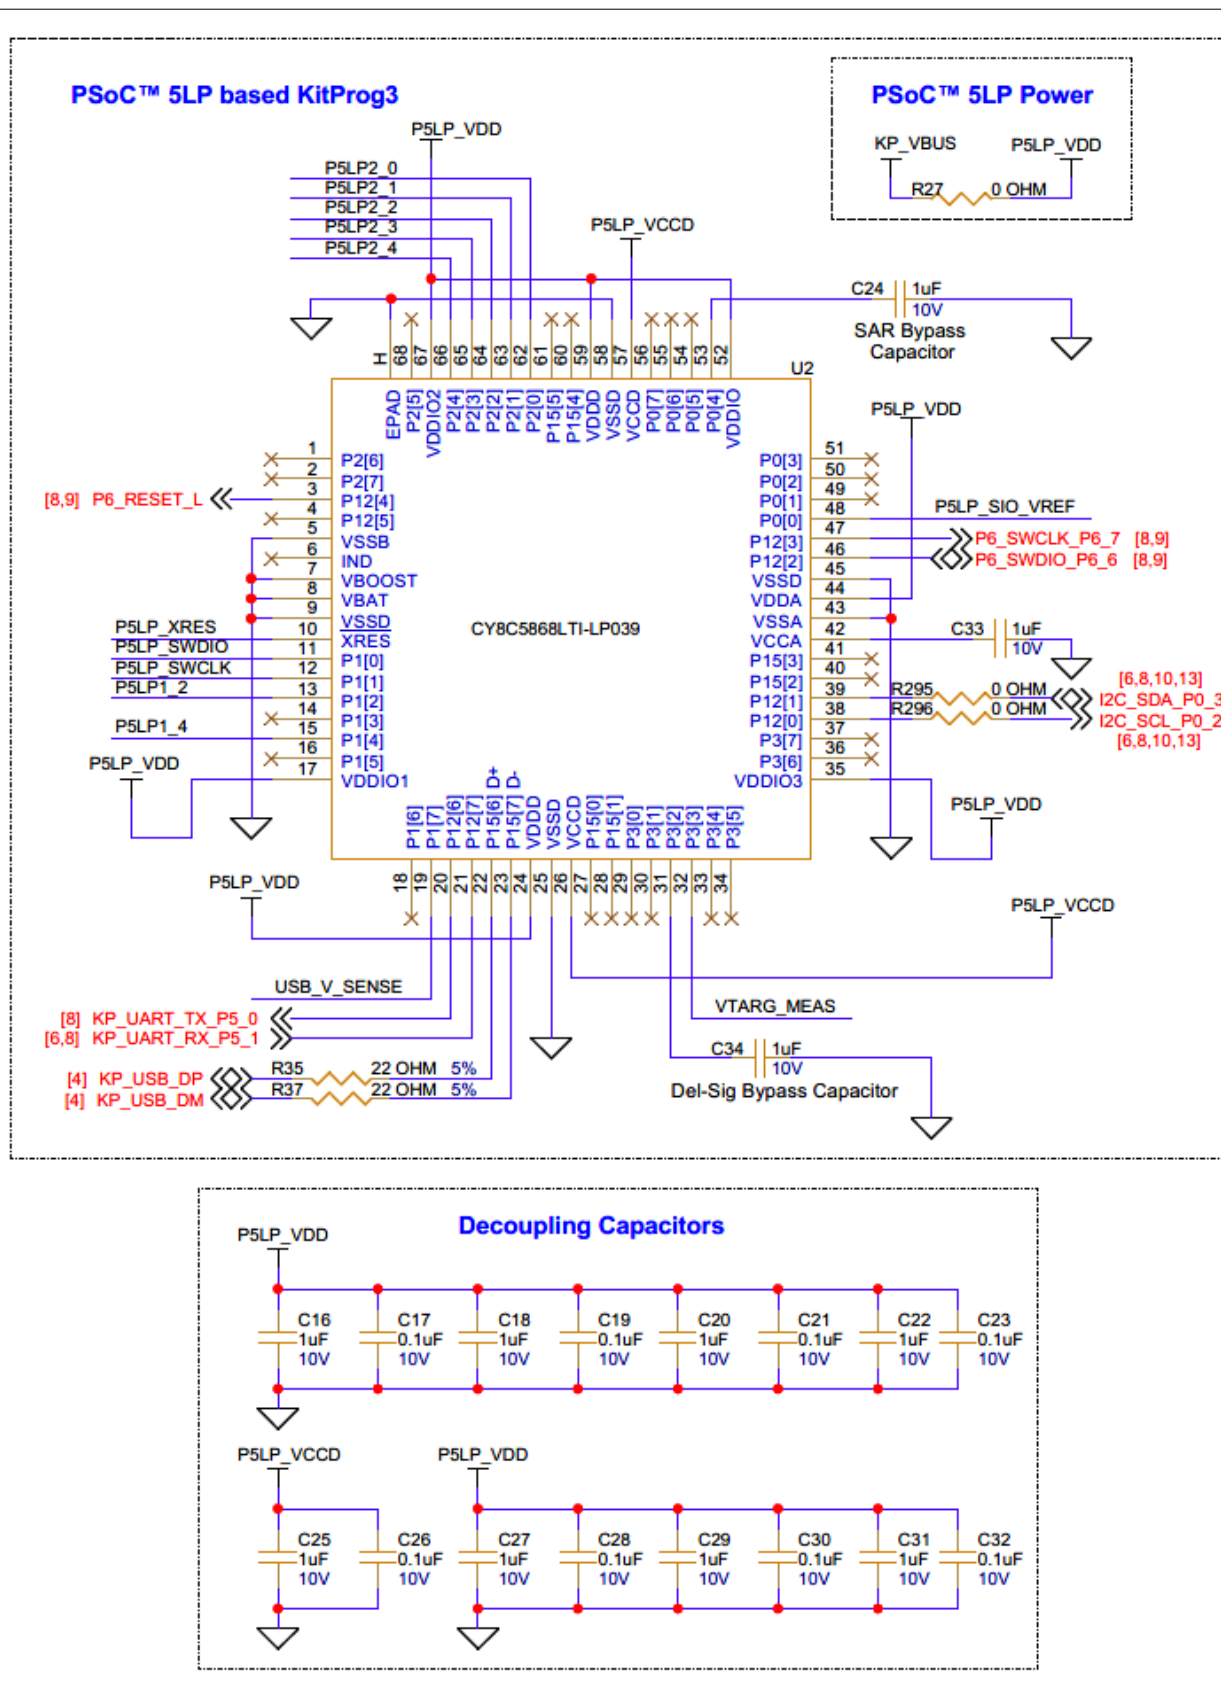 PSoC™ 5LP based KitProg3
PSoC™ 5LP Power
P5LP_VDD
KP_VBUS
P5LP_VDD
R27
0 OHM
P5LP2_0
P5LP2_1
P5LP2_2
P5LP2_3
P5LP2_4
P5LP_VCCD
C24
1uF
10V
SAR Bypass
Capacitor
H
68
67
66
65
64
63
62
61
60
59
58
57
56
55
54
53
52
U2
EPAD
P2[5]
VDDIO2
P2[4]
P2[3]
P2[2]
P2[1]
P2[0]
P15[5]
P15[4]
VDDD
VSSD
VCCD
P0[7]
P0[6]
P0[5]
P0[4]
VDDIO
P5LP_VDD
1
P2[6]
2
P2[7]
3
P12[4]
4
P12[5]
5
VSSB
6
IND
7
VBOOST
8
VBAT
9
VSSD
10
XRES
11
P1[0]
12
P1[1]
13
P1[2]
14
P1[3]
15
P1[4]
16
P1[5]
17
VDDIO1
[8,9] P6_RESET_L
P5LP_XRES
P5LP_SWDIO
P5LP_SWCLK
P5LP1_2
P5LP1_4
P5LP_VDD
CY8C5868LTI-LP039
51
P0[3]
50
P0[2]
49
P0[1]
48
P0[0]
47
P12[3]
46
P12[2]
45
VSSD
44
VDDA
43
VSSA
42
VCCA
41
P15[3]
40
P15[2]
39
P12[1]
38
P12[0]
37
P3[7]
36
P3[6]
35
VDDIO3
P5LP_SIO_VREF
P6_SWCLK_P6_7 [8,9]
P6_SWDIO_P6_6 [8,9]
C33
1uF
10V
[6,8,10,13]
R295
0 OHM
I2C_SDA_P0_3
R296
0 OHM
I2C_SCL_P0_2
[6,8,10,13]
P5LP_VDD
P1[6]
P1[7]
P12[6]
P12[7]
P15[6] D+
P15[7] D-
VDDD
VSSD
VCCD
P15[0]
P15[1]
P3[0]
P3[1]
P3[2]
P3[3]
P3[4]
P3[5]
18
19
20
21
22
23
24
25
26
27
28
29
30
31
32
33
34
P5LP_VDD
P5LP_VCCD
USB_V_SENSE
VTARG_MEAS
[8] KP_UART_TX_P5_0
[6,8] KP_UART_RX_P5_1
C34
1uF
10V
Del-Sig Bypass Capacitor
[4] KP_USB_DP
R35
22 OHM 5%
[4] KP_USB_DM
R37
22 OHM 5%
Decoupling Capacitors
P5LP_VDD
C16
1uF
10V
C17
0.1uF
10V
C18
1uF
10V
C19
0.1uF
10V
C20
1uF
10V
C21
0.1uF
10V
C22
1uF
10V
C23
0.1uF
10V
P5LP_VCCD
C25
1uF
10V
C26
0.1uF
10V
P5LP_VDD
C27
1uF
10V
C28
0.1uF
10V
C29
1uF
10V
C30
0.1uF
10V
C31
1uF
10V
C32
0.1uF
10V